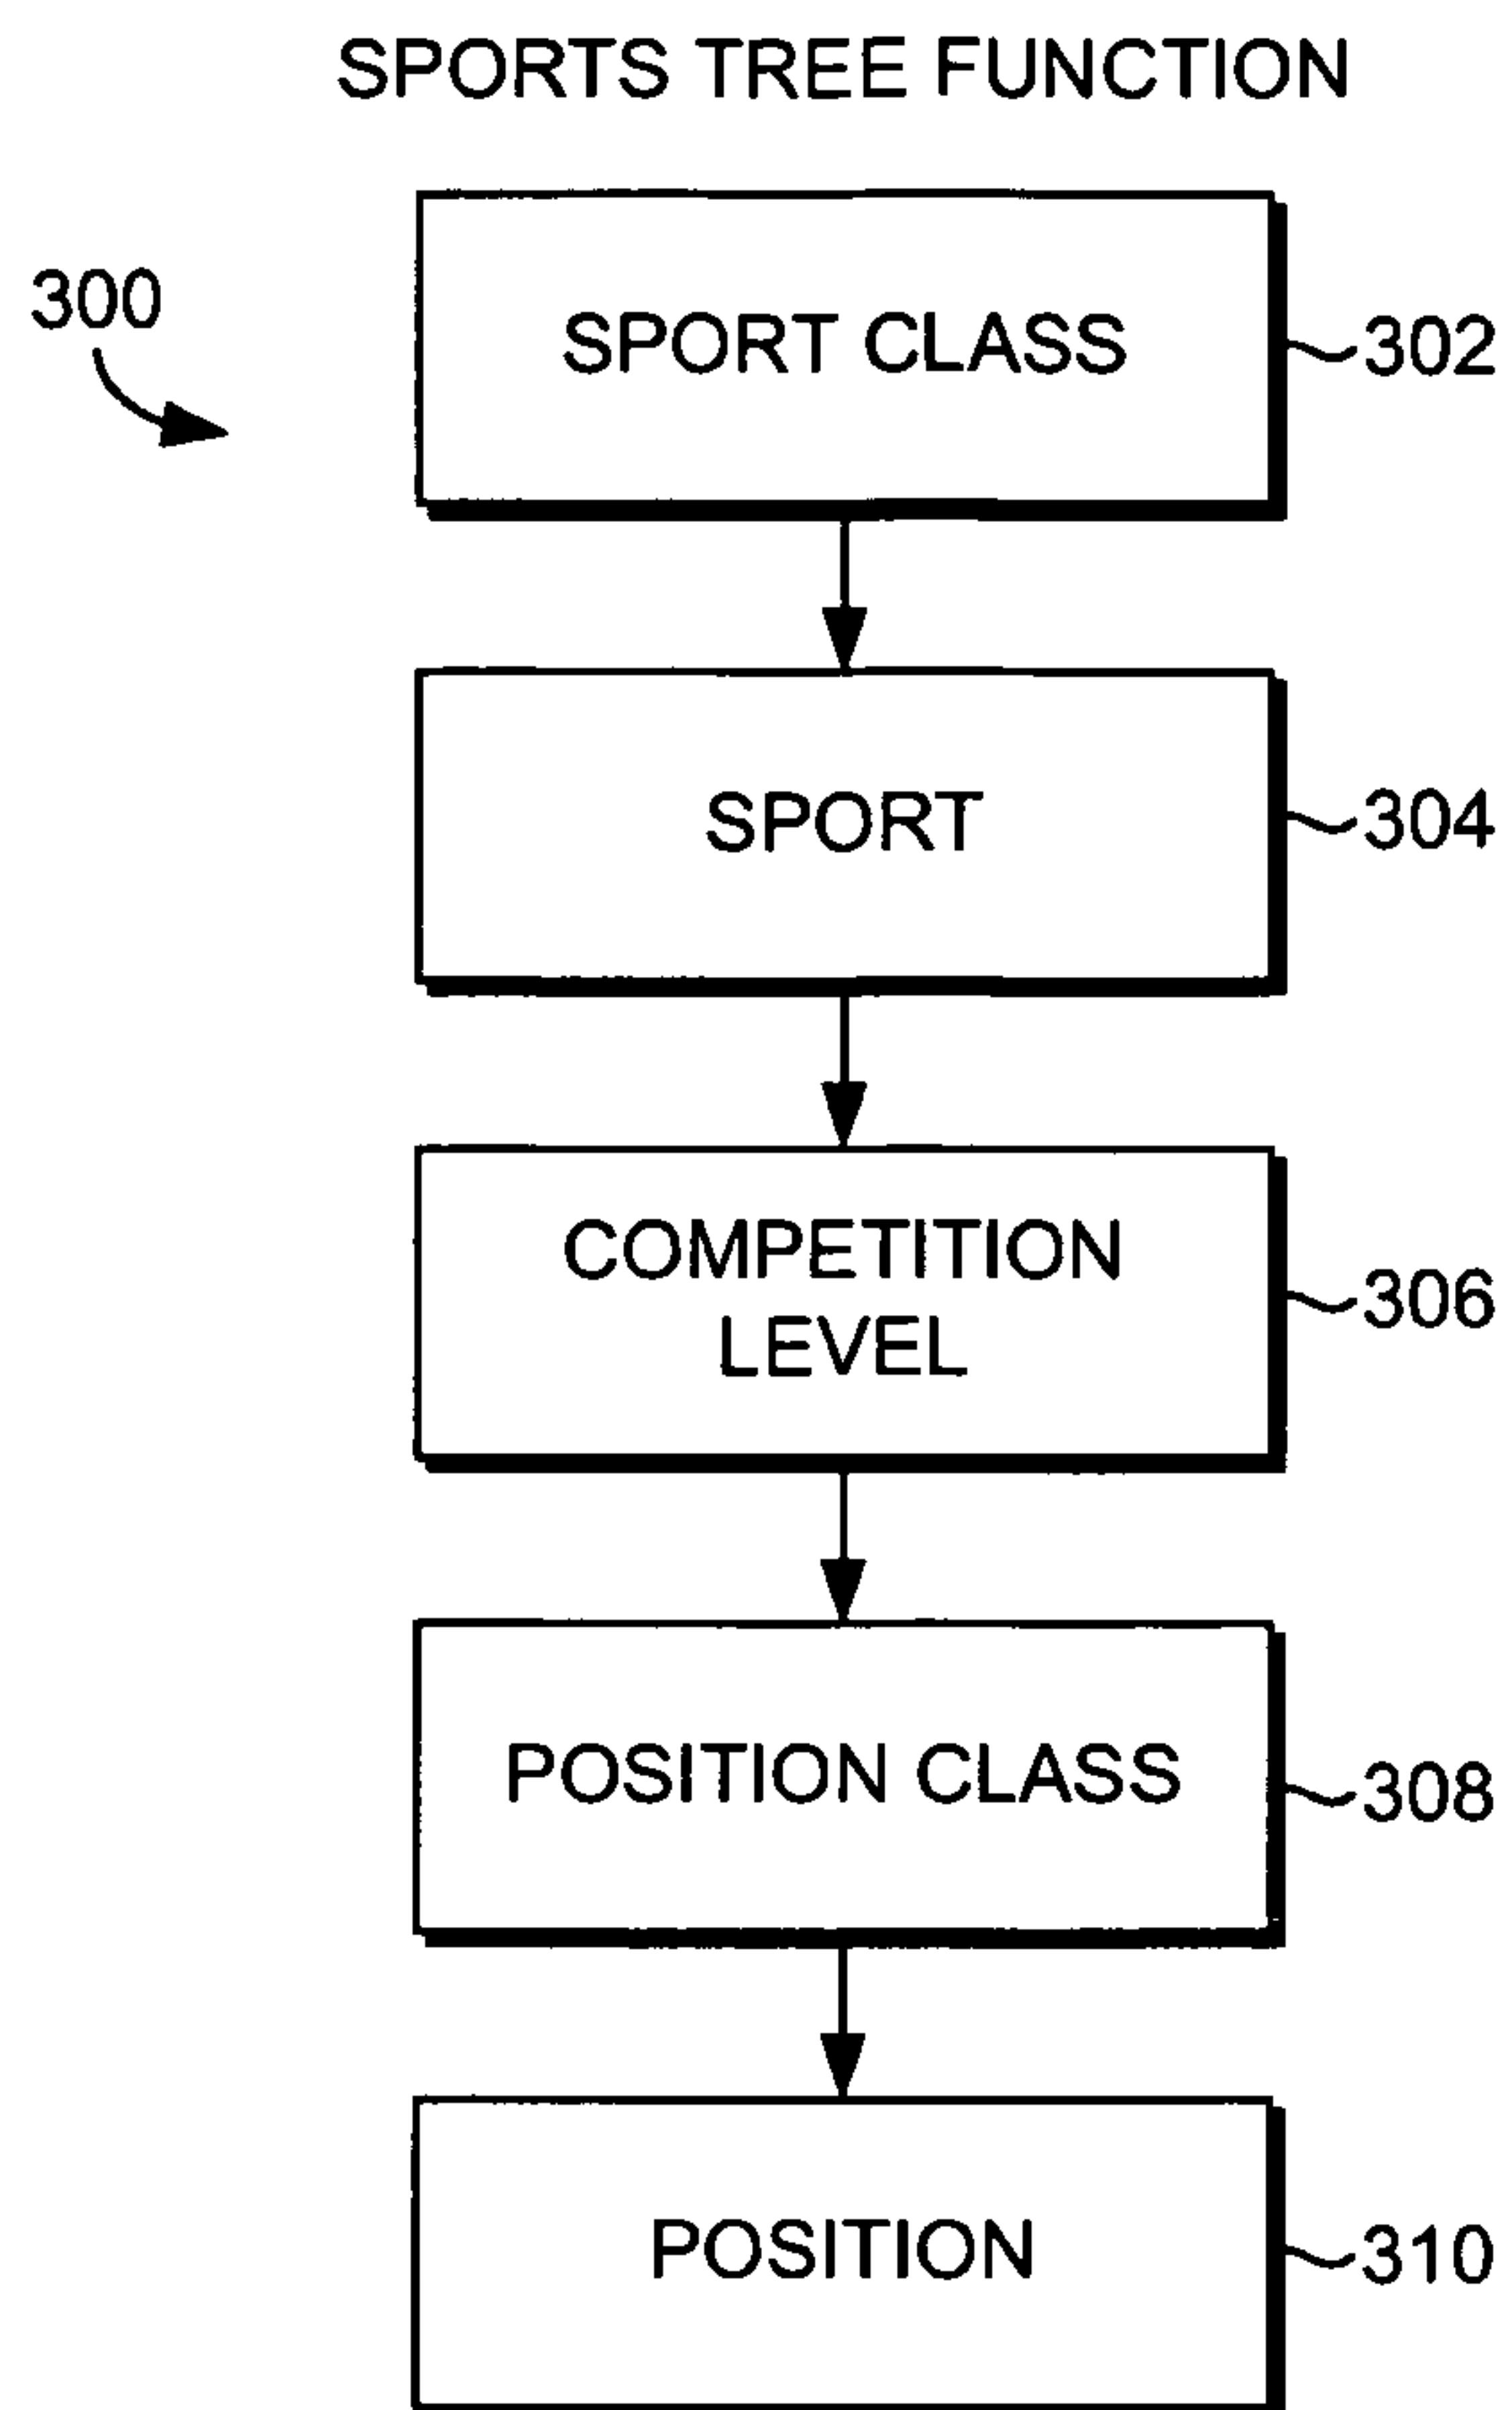 SPORTS TREE FUNCTION
300
SPORT CLASS
302
SPORT
304
COMPETITION
LEVEL
306
POSITION CLASS
308
POSITION
310